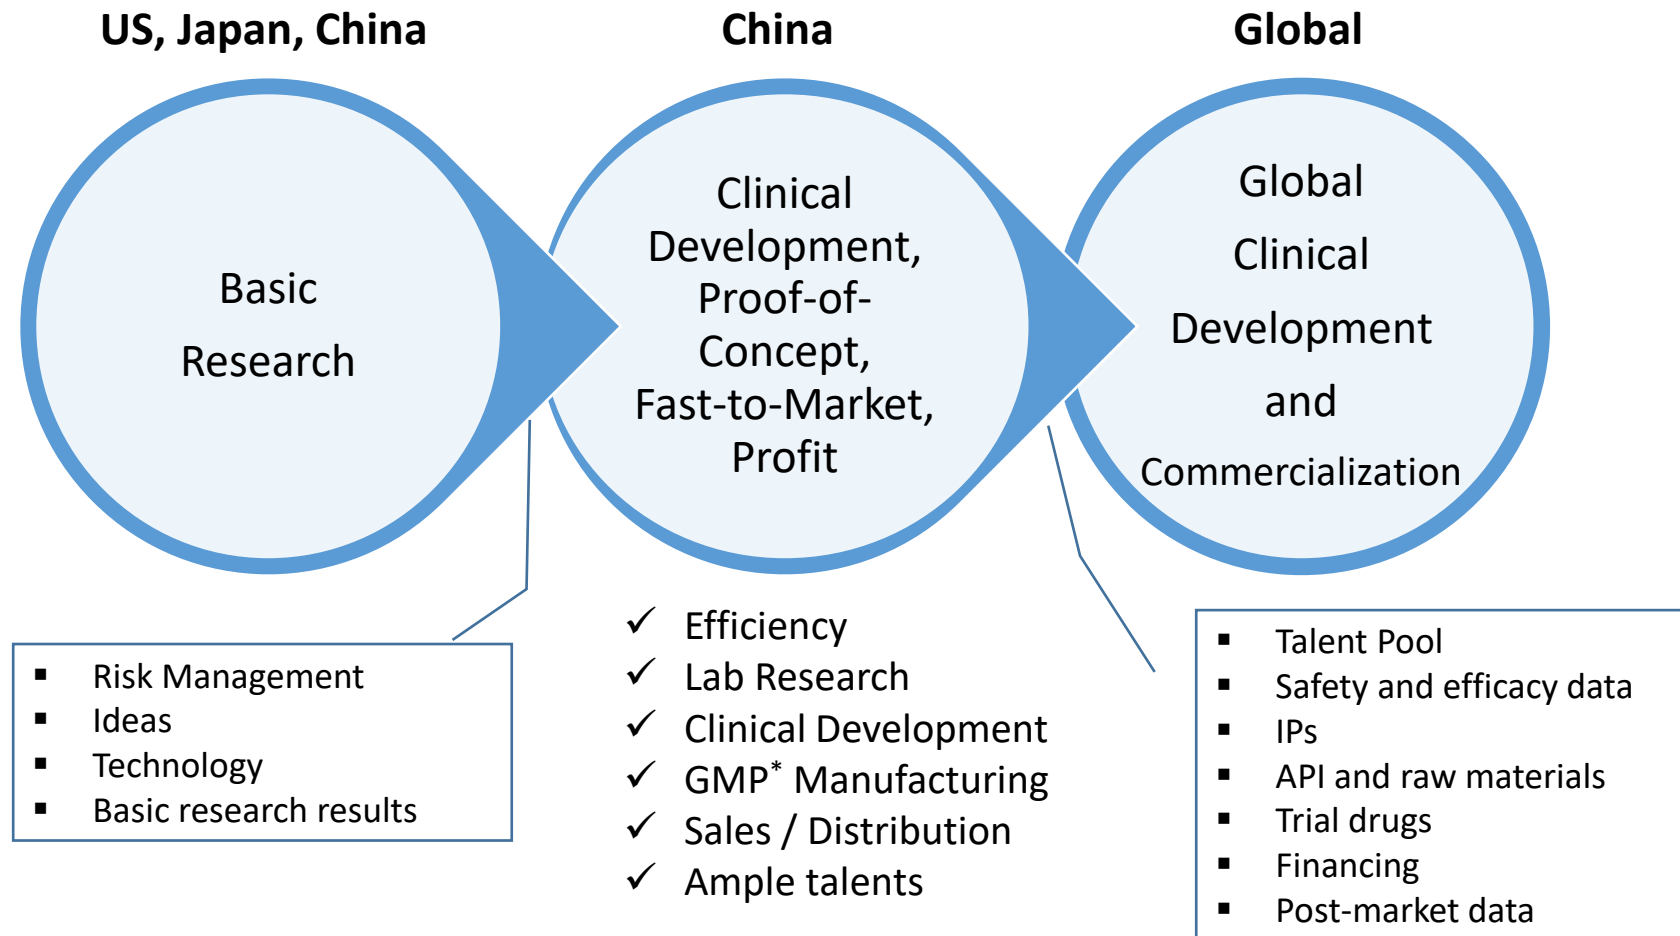 US, Japan, China
China
Global
Basic
Research
Clinical
Development,
Proof-of-
Concept,
Fast-to-Market,
Profit
Global
Clinical
Development
and
Commercialization
▪ Risk Management
▪ Ideas
▪ Technology
▪ Basic research results
✓ Efficiency
✓ Lab Research
✓ Clinical Development
✓ GMP* Manufacturing
✓ Sales / Distribution
✓ Ample talents
▪ Talent Pool
▪ Safety and efficacy data
▪ IPs
▪ API and raw materials
▪ Trial drugs
▪ Financing
▪ Post-market data